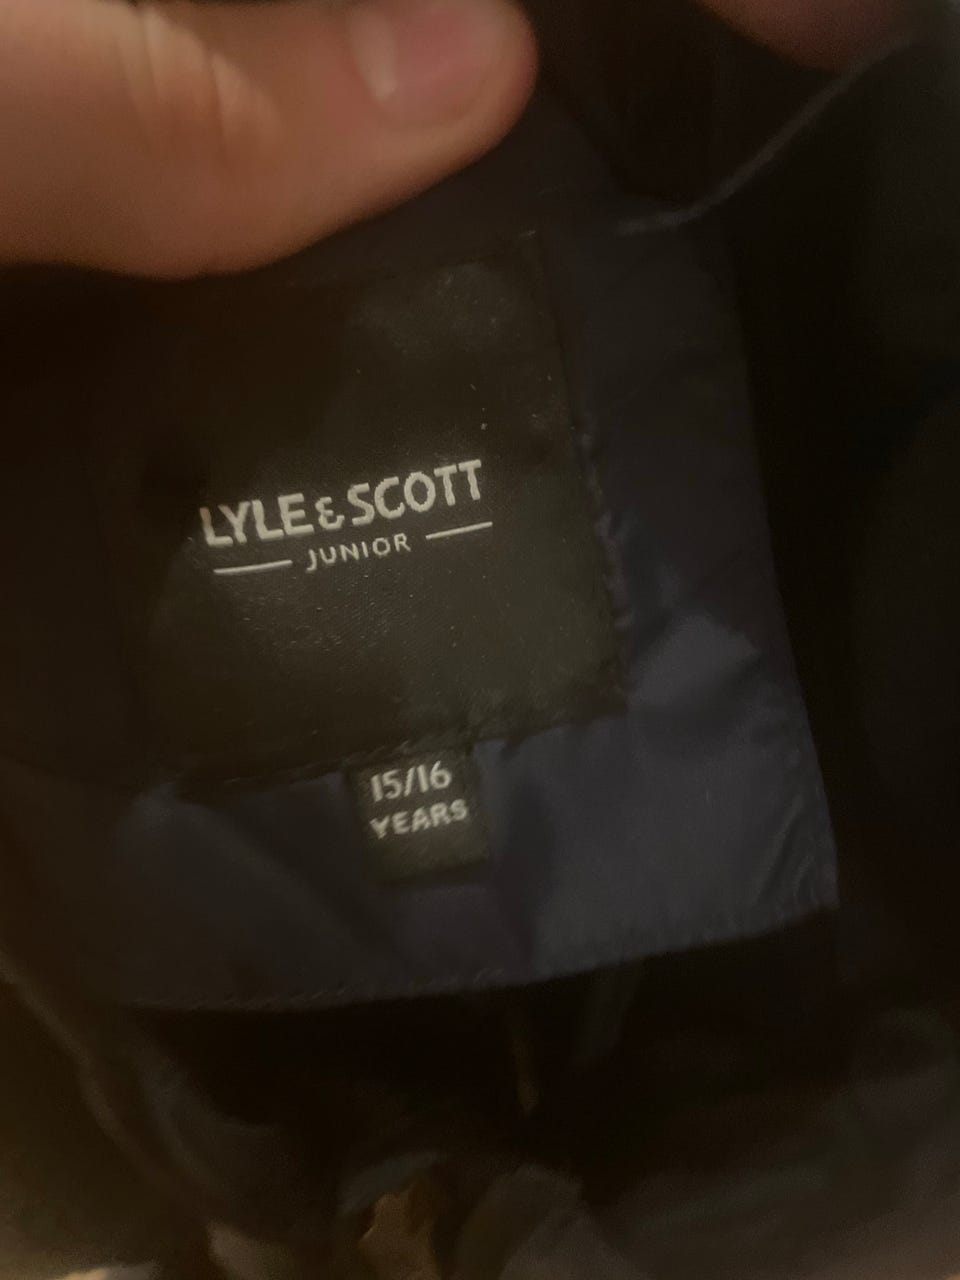 LYLE & SCOTT
JUNIOR
15/16
YEARS